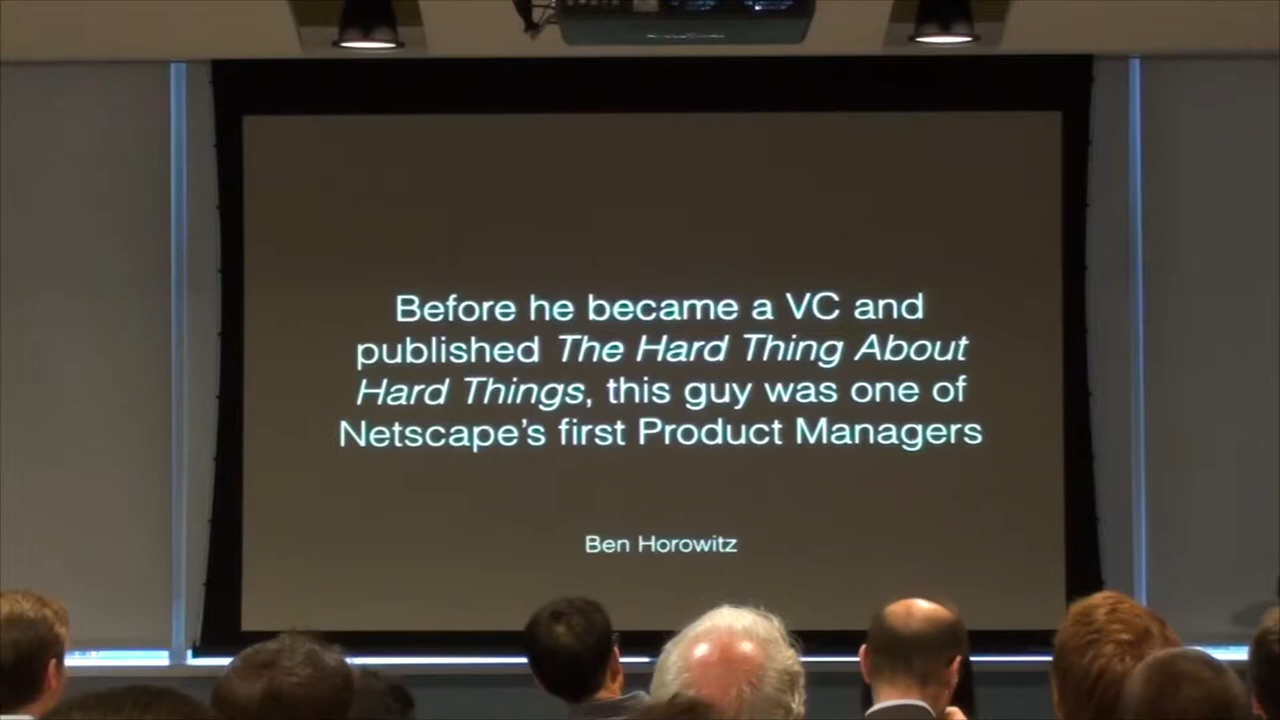 Before he became a VC and
published The Hard Thing About
Hard Things, this guy was one of
Netscape's first Product Managers
Ben Horowitz